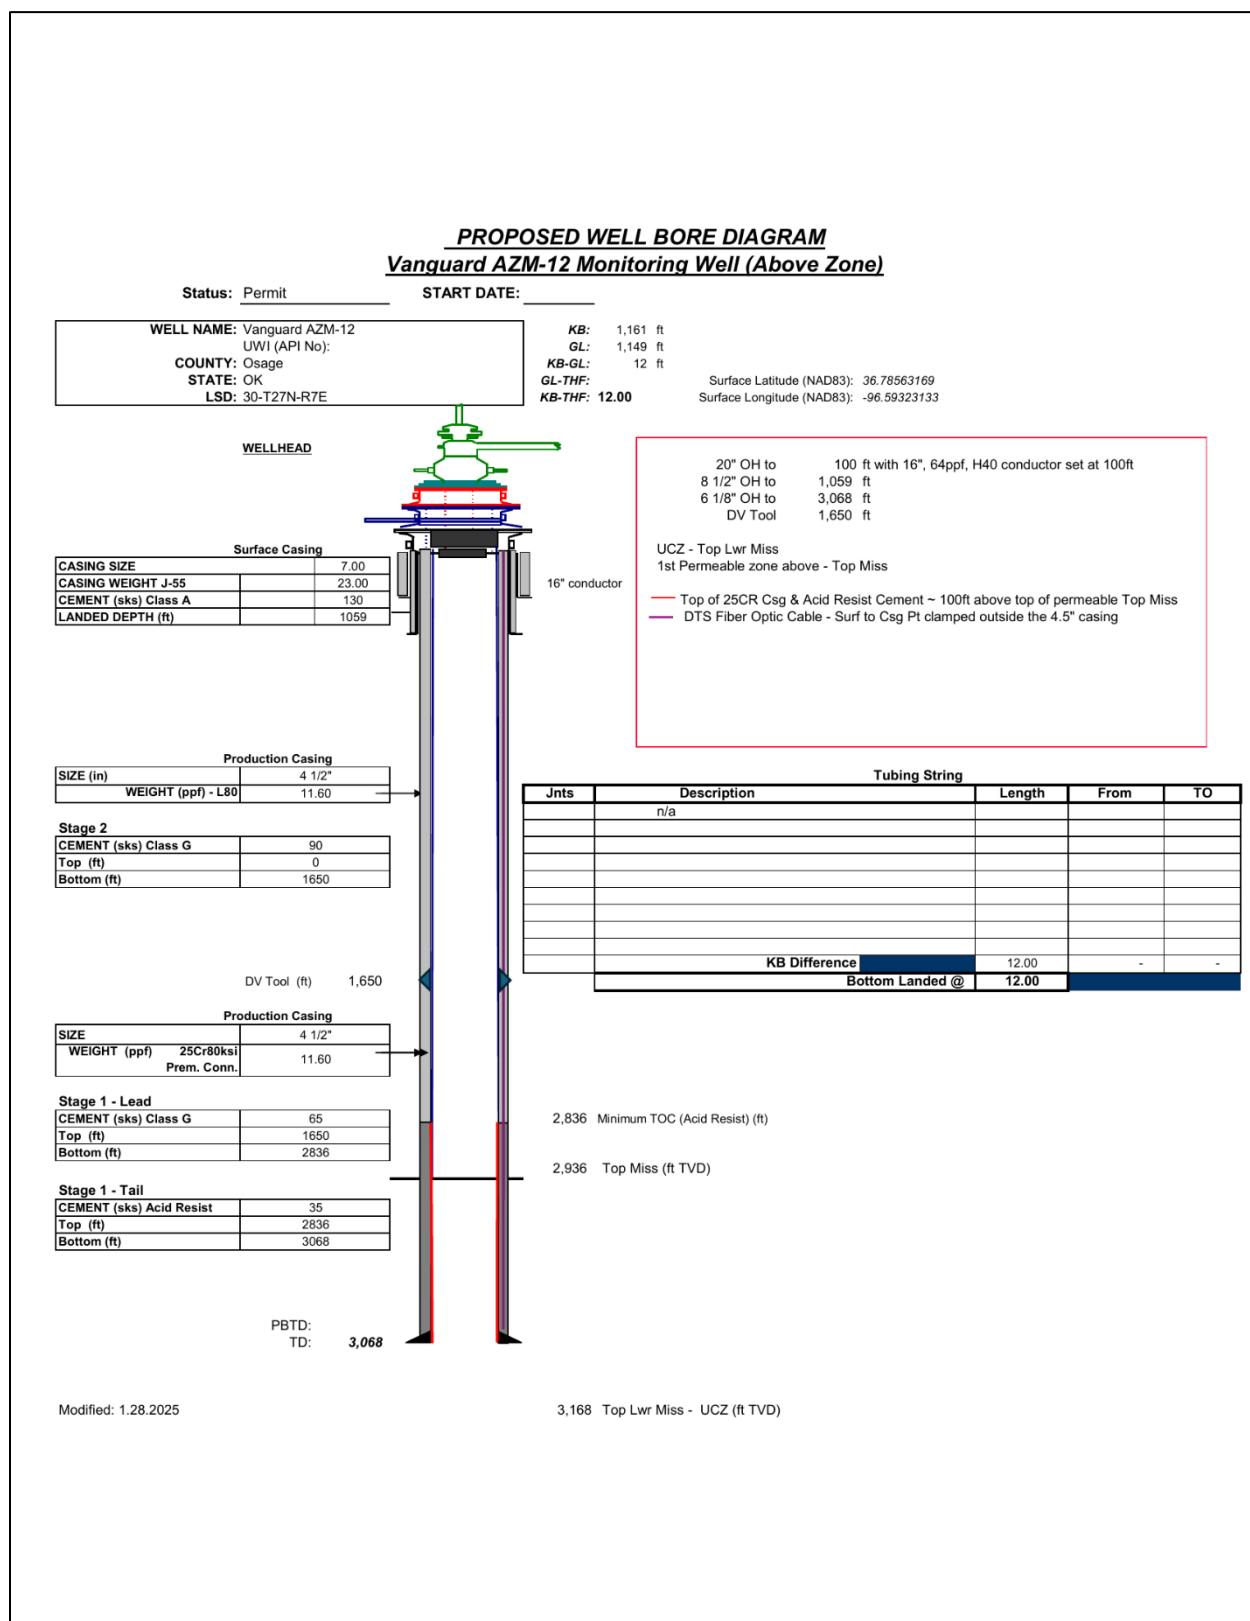 PROPOSED WELL BORE DIAGRAM
Vanguard AZM-12 Monitoring Well (Above Zone)
Status: Permit START DATE:
WELL NAME: Vanguard AZM-12
UWI (API No):
COUNTY: Osage
STATE: OK
LSD: 30-T27N-R7E
KB: 1,161 ft
GL: 1,149 ft
KB-GL: 12 ft
GL-THF:
KB-THF: 12.00
Surface Latitude (NAD83): 36.78563169
Surface Longitude (NAD83): -96.59323133
WELLHEAD
20" OH to 100 ft with 16", 64ppf, H40 conductor set at 100ft
8 1/2" OH to 1,059 ft
6 1/8" OH to 3,068 ft
DV Tool 1,650 ft
UCZ - Top Lwr Miss
1st Permeable zone above - Top Miss
Top of 25CR Csg & Acid Resist Cement ~ 100ft above top of permeable Top Miss
DTS Fiber Optic Cable - Surf to Csg Pt clamped outside the 4.5" casing
Surface Casing
CASING SIZE 7.00
CASING WEIGHT J-55 23.00
CEMENT (sks) Class A 130
LANDED DEPTH (ft) 1059
16" conductor
Production Casing
SIZE (in) 4 1/2"
WEIGHT (ppf) - L80 11.60
Stage 2
CEMENT (sks) Class G 90
Top (ft) 0
Bottom (ft) 1650
Tubing String
Jnts Description Length From TO
n/a
KB Difference 12.00 - -
Bottom Landed @ 12.00
DV Tool (ft) 1,650
Production Casing
SIZE 4 1/2"
WEIGHT (ppf) 25Cr80ksi
Prem. Conn.
11.60
Stage 1 - Lead
CEMENT (sks) Class G 65
Top (ft) 1650
Bottom (ft) 2836
2,836 Minimum TOC (Acid Resist) (ft)
2,936 Top Miss (ft TVD)
Stage 1 - Tail
CEMENT (sks) Acid Resist 35
Top (ft) 2836
Bottom (ft) 3068
PBTD:
TD: 3,068
Modified: 1.28.2025
3,168 Top Lwr Miss - UCZ (ft TVD)